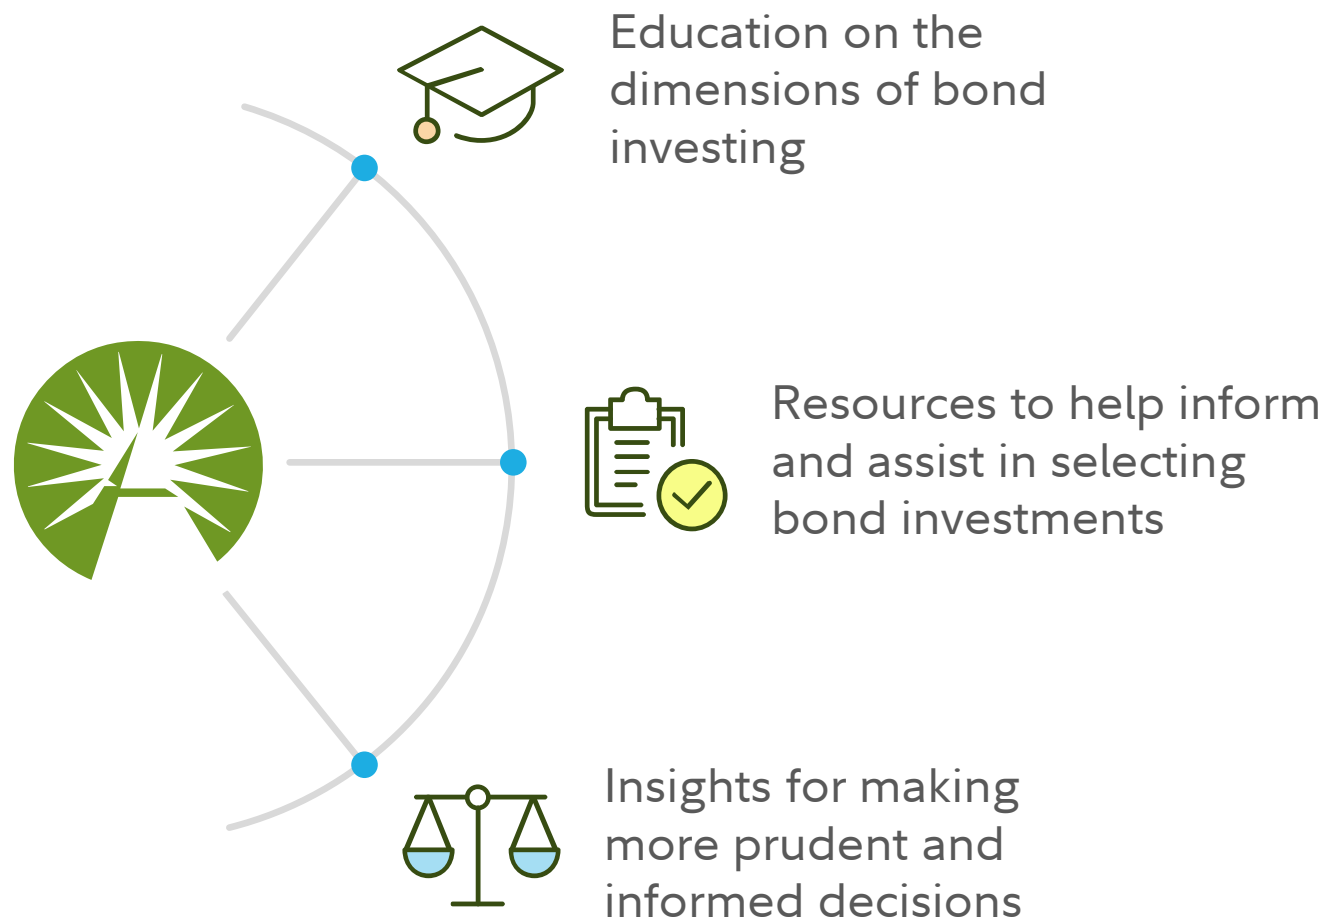 Education on the
dimensions of bond
investing
Resources to help inform
and assist in selecting
bond investments
Insights for making
more prudent and
informed decisions